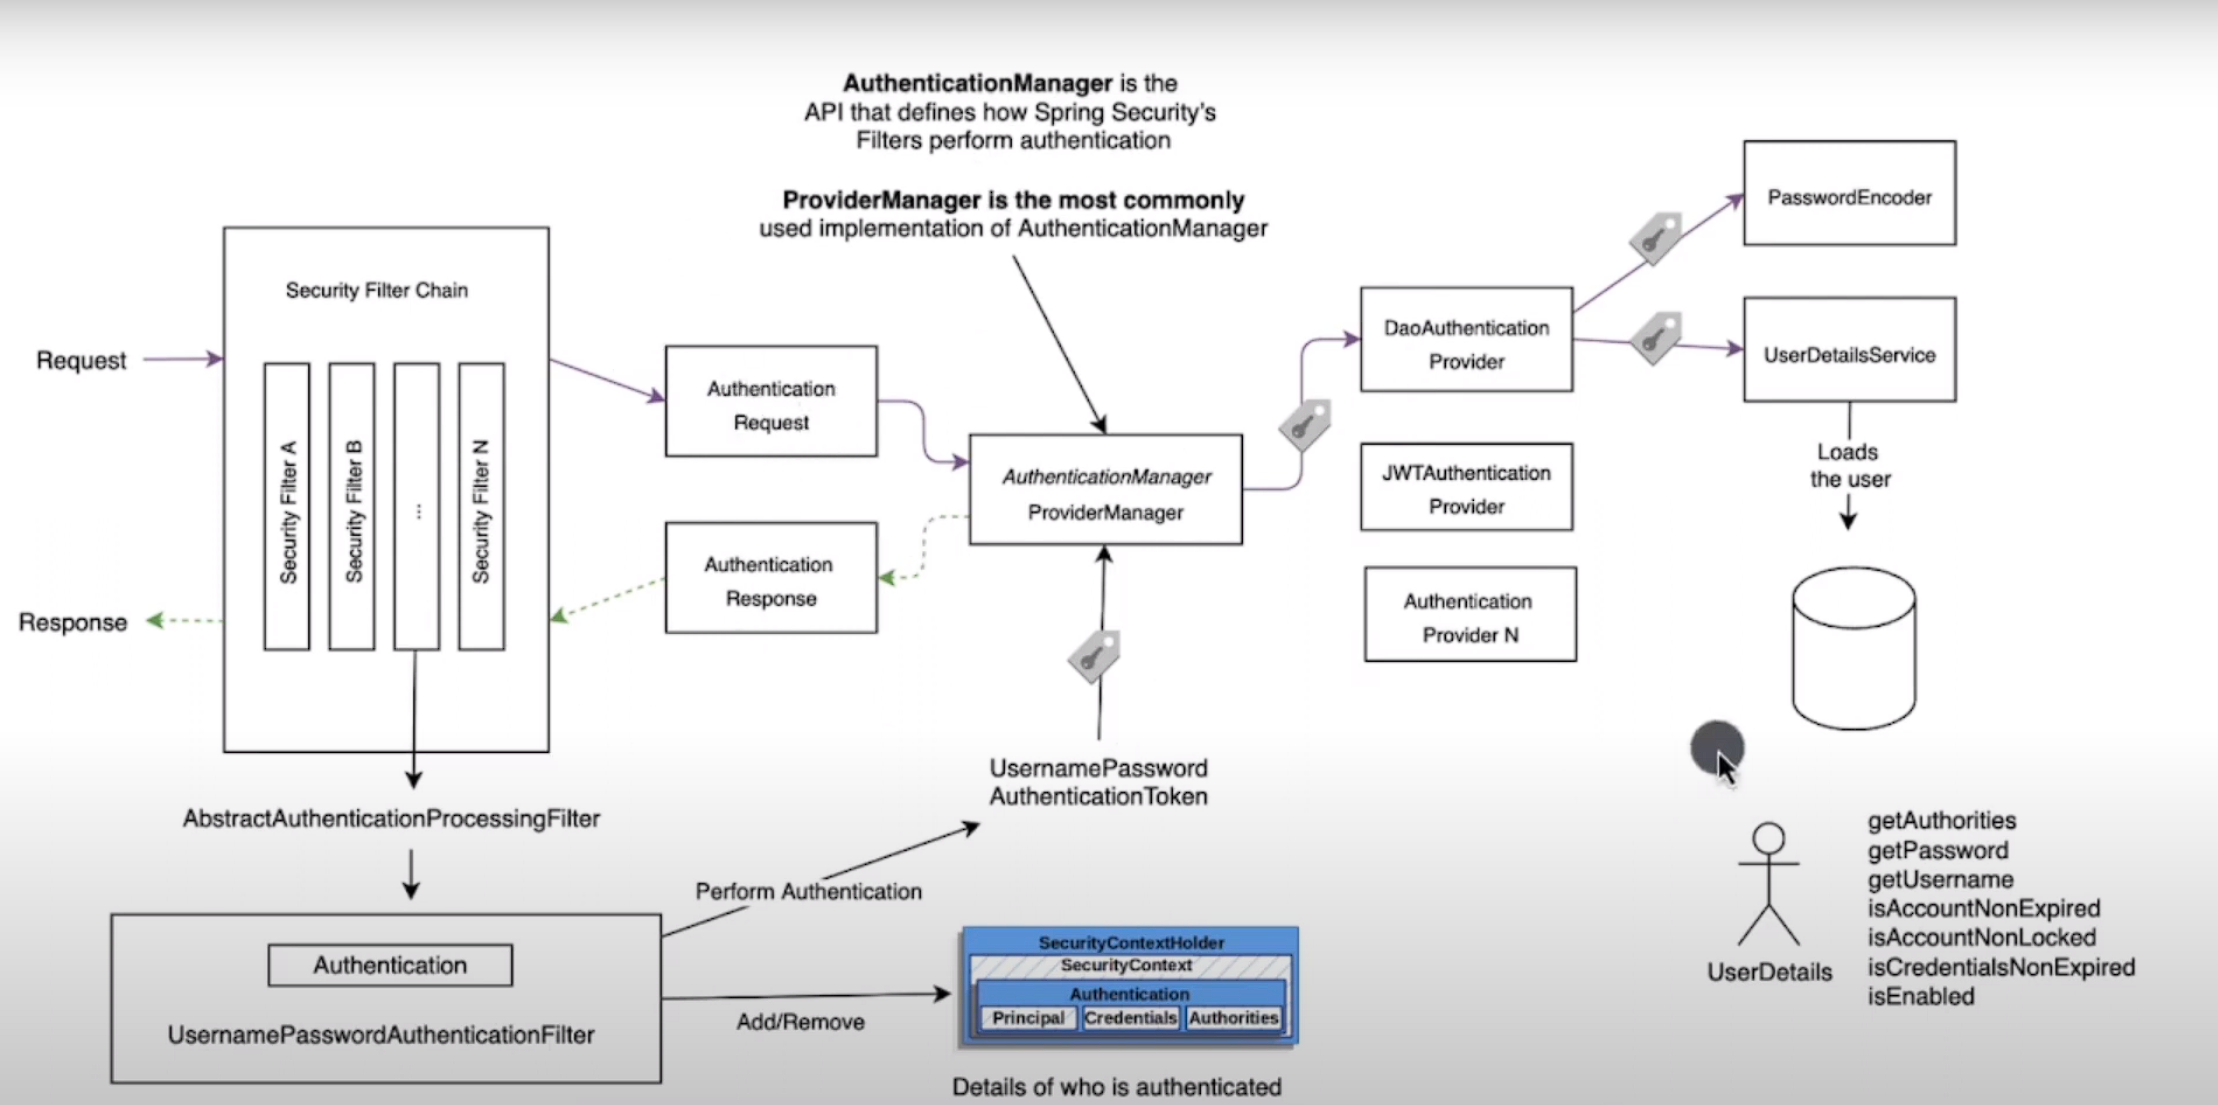 AuthenticationManager is the
API that defines how Spring Security's
Filters perform authentication
ProviderManager is the most commonly
used implementation of AuthenticationManager
Request
Response
Security Filter Chain
Security Filter A
Security Filter B
...
Security Filter N
Authentication
Request
Authentication
Response
AuthenticationManager
ProviderManager
DaoAuthentication
Provider
JWTAuthentication
Provider
Authentication
Provider N
PasswordEncoder
UserDetailsService
Loads
the user
AbstractAuthenticationProcessingFilter
Authentication
UsernamePasswordAuthenticationFilter
Perform Authentication
Add/Remove
UsernamePassword
AuthenticationToken
SecurityContextHolder
SecurityContext
Authentication
Principal
Credentials
Authorities
Details of who is authenticated
UserDetails
getAuthorities
getPassword
getUsername
isAccountNonExpired
isAccountNonLocked
isCredentialsNonExpired
isEnabled